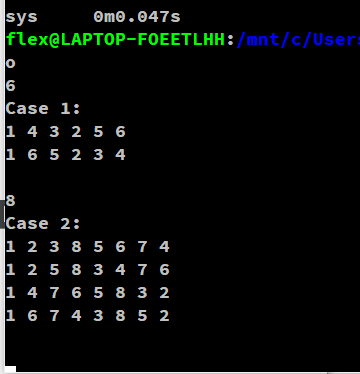 sys     0m0.047s
flex@LAPTOP-FOEETLHH:/mnt/c/Users
o
6
Case 1:
1 4 3 2 5 6
1 6 5 2 3 4

8
Case 2:
1 2 3 8 5 6 7 4
1 2 5 8 3 4 7 6
1 4 7 6 5 8 3 2
1 6 7 4 3 8 5 2